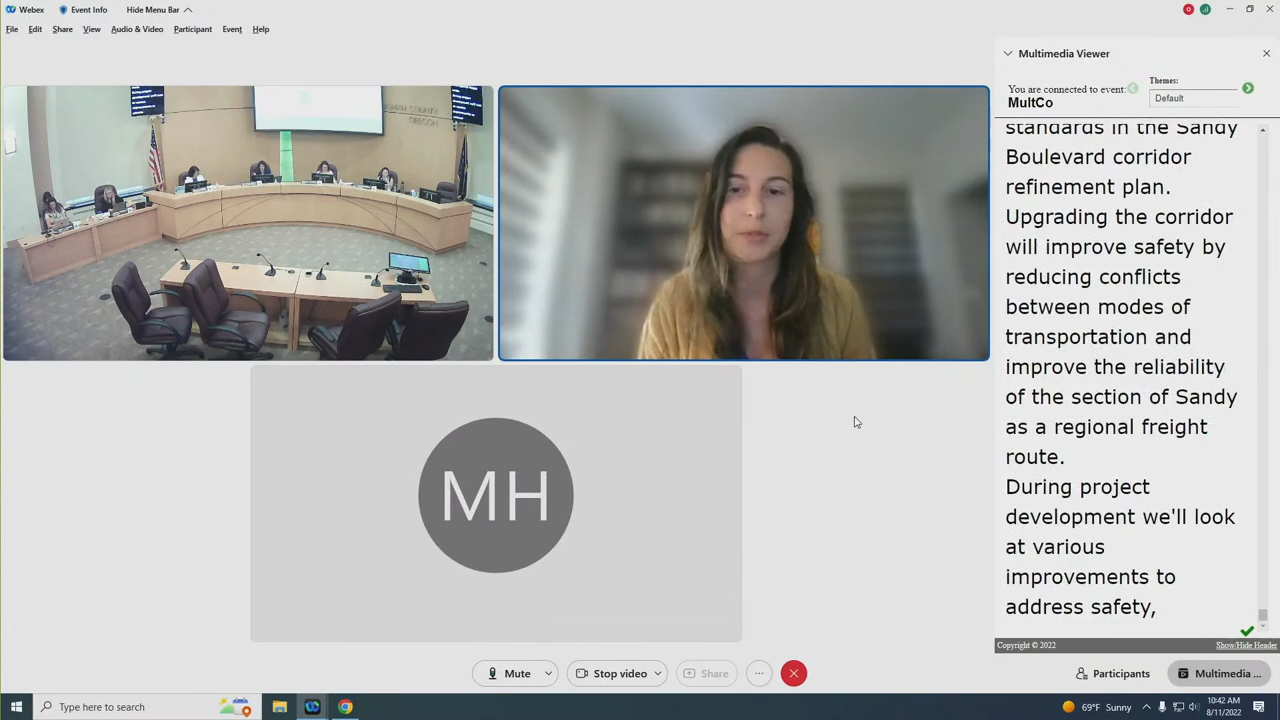 Webex
Event Info
Hide Menu Bar
File Edit Share View Audio & Video Participant Event Help
COUNTY
OREGON
MH
Multimedia Viewer
You are connected to event:
MultCo
Themes:
Default
standards in the Sandy
Boulevard corridor
refinement plan.
Upgrading the corridor
will improve safety by
reducing conflicts
between modes of
transportation and
improve the reliability
of the section of Sandy
as a regional freight
route.
During project
development we'll look
at various
improvements to
address safety,
Copyright © 2022
Show/Hide Header
Mute
Stop video
Share
Participants
Multimedia ...
Type here to search
69°F Sunny
10:42 AM
8/11/2022